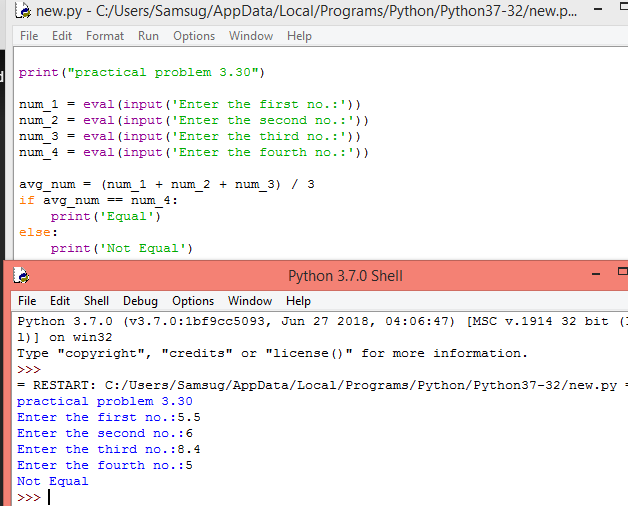 new.py - C:/Users/Samsug/AppData/Local/Programs/Python/Python37-32/new.p...
File Edit Format Run Options Window Help
print("practical problem 3.30")
num_1 = eval(input('Enter the first no.:'))
num_2 = eval(input('Enter the second no.:'))
num_3 = eval(input('Enter the third no.:'))
num_4 = eval(input('Enter the fourth no.:'))
avg_num = (num_1 + num_2 + num_3) / 3
if avg_num == num_4:
    print('Equal')
else:
    print('Not Equal')
Python 3.7.0 Shell
File Edit Shell Debug Options Window Help
Python 3.7.0 (v3.7.0:1bf9cc5093, Jun 27 2018, 04:06:47) [MSC v.1914 32 bit (
l)] on win32
Type "copyright", "credits" or "license()" for more information.
>>>
= RESTART: C:/Users/Samsug/AppData/Local/Programs/Python/Python37-32/new.py =
practical problem 3.30
Enter the first no.:5.5
Enter the second no.:6
Enter the third no.:8.4
Enter the fourth no.:5
Not Equal
>>>